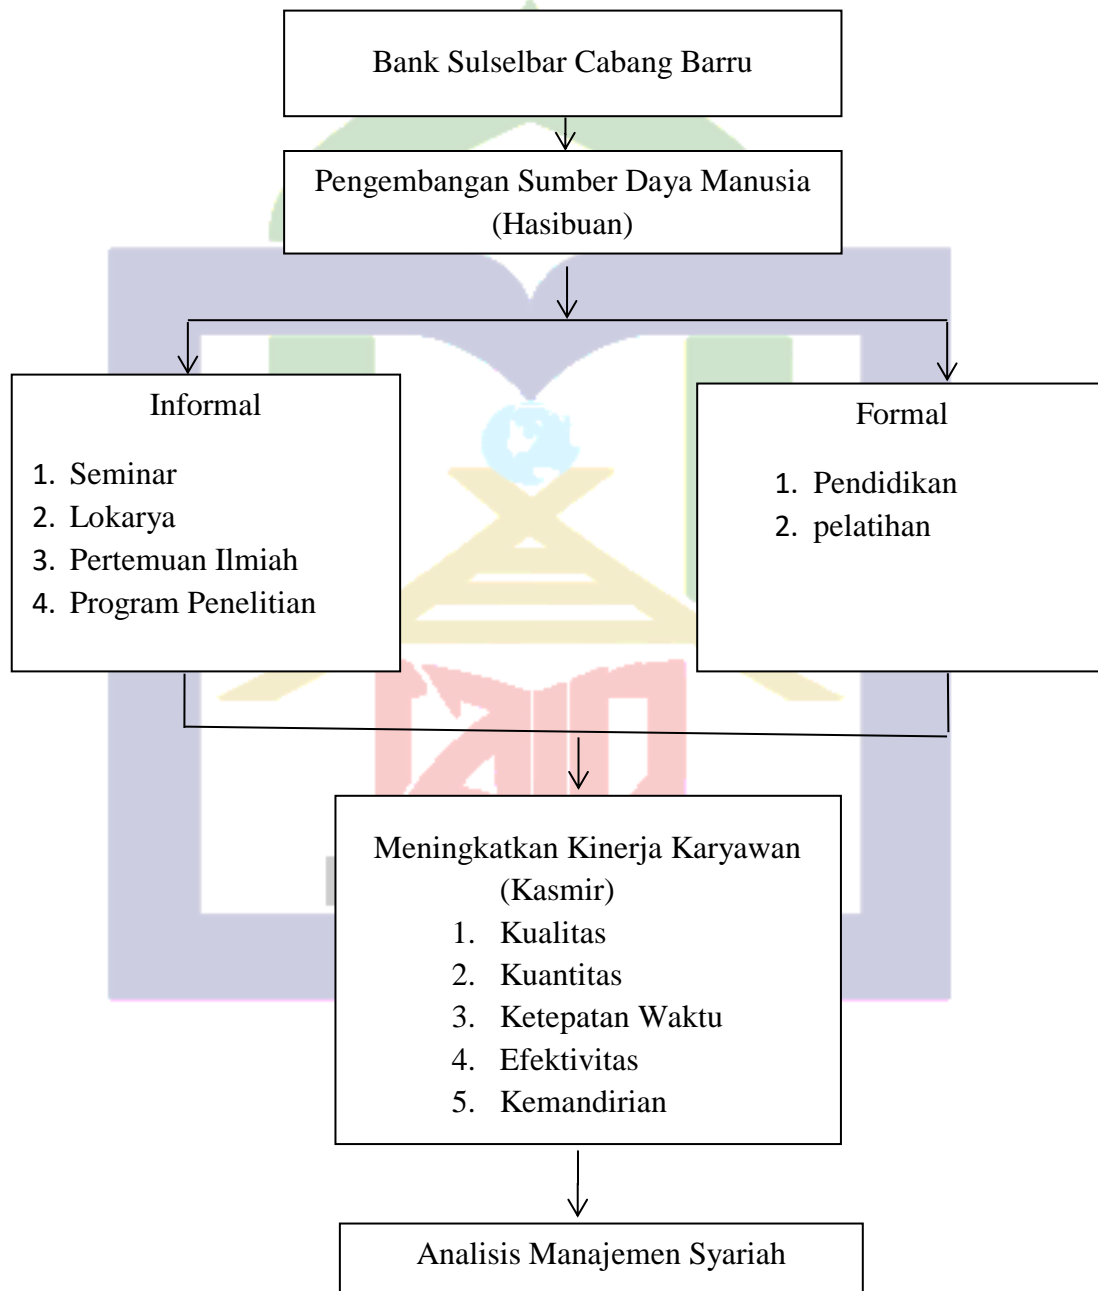 Bank Sulselbar Cabang Barru
Pengembangan Sumber Daya Manusia
(Hasibuan)
Informal
1. Seminar
2. Lokarya
3. Pertemuan Ilmiah
4. Program Penelitian
Formal
1. Pendidikan
2. pelatihan
Meningkatkan Kinerja Karyawan
(Kasmir)
1. Kualitas
2. Kuantitas
3. Ketepatan Waktu
4. Efektivitas
5. Kemandirian
Analisis Manajemen Syariah